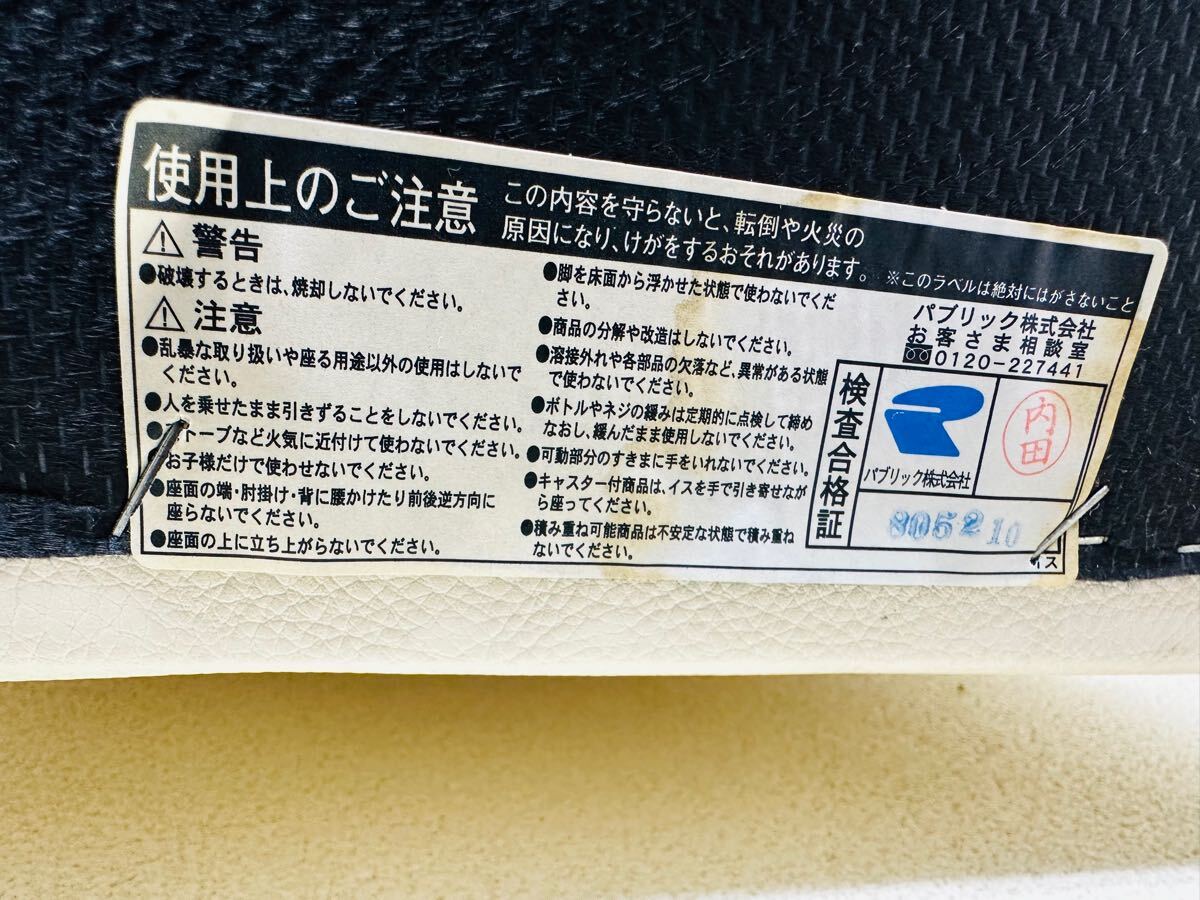 使用上のご注意
この内容を守らないと、転倒や火災の
原因になり、けがをするおそれがあります。
※このラベルは絶対にはがさないこと
警告
●破壊するときは、焼却しないでください。
注意
●乱暴な取り扱いや座る用途以外の使用はしないで
ください。
●人を乗せたまま引きずることをしないでください。
トーブなど火気に近付けて使わないでください。
お子様だけで使わせないでください。
●座面の端・肘掛け・背に腰かけたり前後逆方向に
座らないでください。
●座面の上に立ち上がらないでください。
●脚を床面から浮かせた状態で使わないでくだ
さい。
●商品の分解や改造はしないでください。
●溶接外れや各部品の欠落など、異常がある状態
で使わないでください。
●ボトルやネジの緩みは定期的に点検して締め
なおし、緩んだまま使用しないでください。
●可動部分のすきまに手をいれないでください。
●キャスター付商品は、イスを手で引き寄せなが
ら座ってください。
●積み重ね可能商品は不安定な状態で積み重ね
ないでください。
パブリック株式会社
お客さま相談室
0120-227441
検査合格証
パブリック株式会社
内田
805210
イス